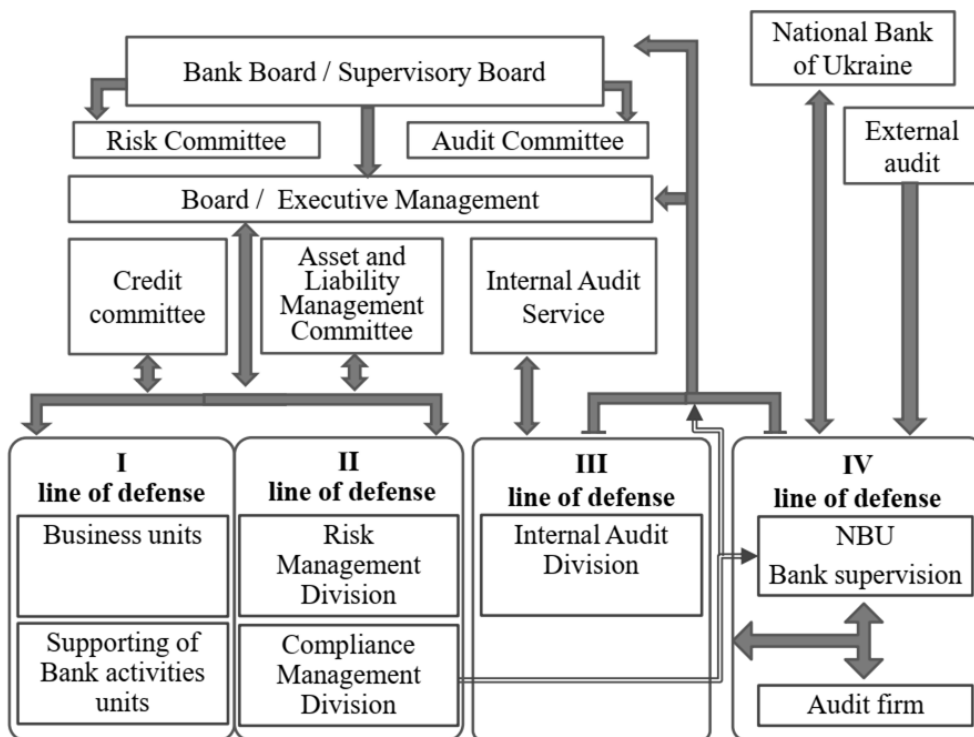 Bank Board / Supervisory Board
Risk Committee
Audit Committee
Board / Executive Management
National Bank
of Ukraine
External
audit
Credit
committee
Asset and
Liability
Management
Committee
Internal Audit
Service
I
line of defense
Business units
Supporting of
Bank activities
units
II
line of defense
Risk
Management
Division
Compliance
Management
Division
III
line of defense
Internal Audit
Division
IV
line of defense
NBU
Bank supervision
Audit firm